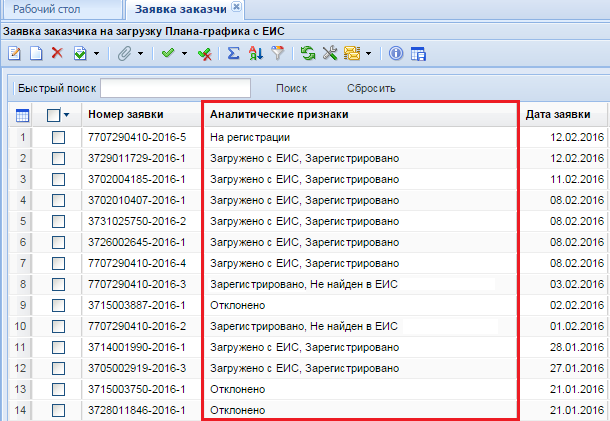 Рабочий стол Заявка заказчи
Заявка заказчика на загрузку Плана-графика с ЕИС
Быстрый поиск Поиск Сбросить
Номер заявки Аналитические признаки Дата заявки
1 7707290410-2016-5 На регистрации 12.02.2016
2 3729011729-2016-1 Загружено с ЕИС, Зарегистрировано 12.02.2016
3 3702004185-2016-1 Загружено с ЕИС, Зарегистрировано 11.02.2016
4 3702010407-2016-1 Загружено с ЕИС, Зарегистрировано 08.02.2016
5 3731025750-2016-2 Загружено с ЕИС, Зарегистрировано 08.02.2016
6 3726002645-2016-1 Загружено с ЕИС, Зарегистрировано 08.02.2016
7 7707290410-2016-4 Загружено с ЕИС, Зарегистрировано 08.02.2016
8 7707290410-2016-3 Зарегистрировано, Не найден в ЕИС 03.02.2016
9 3715003887-2016-1 Отклонено 02.02.2016
10 7707290410-2016-2 Зарегистрировано, Не найден в ЕИС 01.02.2016
11 3714001990-2016-1 Загружено с ЕИС, Зарегистрировано 28.01.2016
12 3705002919-2016-3 Загружено с ЕИС, Зарегистрировано 27.01.2016
13 3715003750-2016-1 Отклонено 21.01.2016
14 3728011846-2016-1 Отклонено 21.01.2016